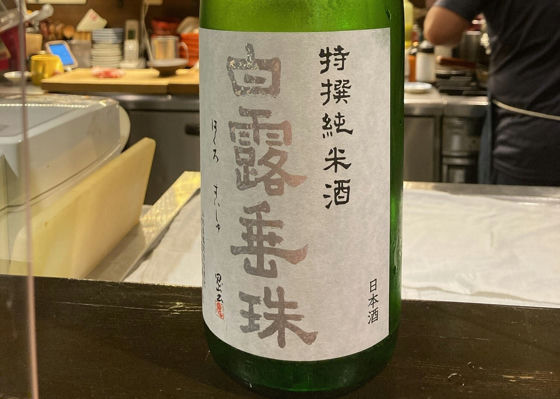 特撰純米酒
白露垂珠
はくろ すいしゅ
日本酒